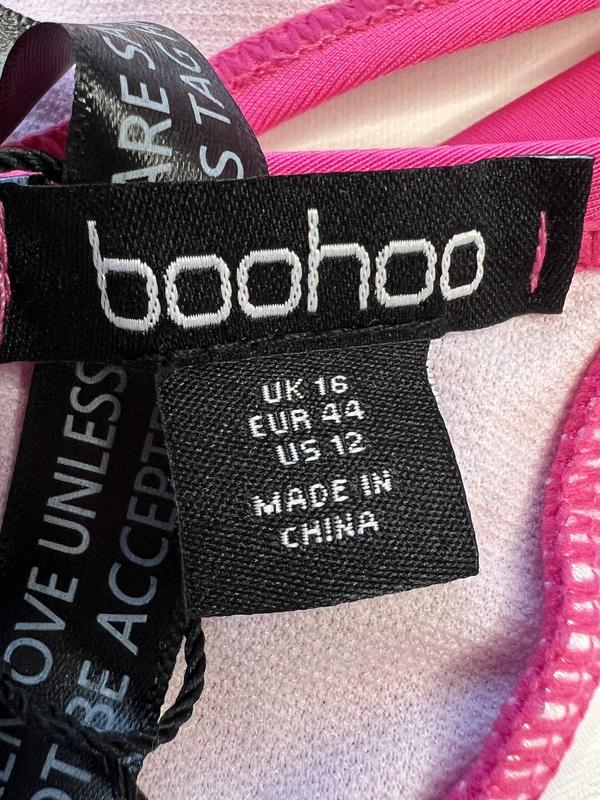 ARE S
S TAG
boohoo
UK 16
EUR 44
US 12
MADE IN
CHINA
OVE UNLESS
BE ACCEPT